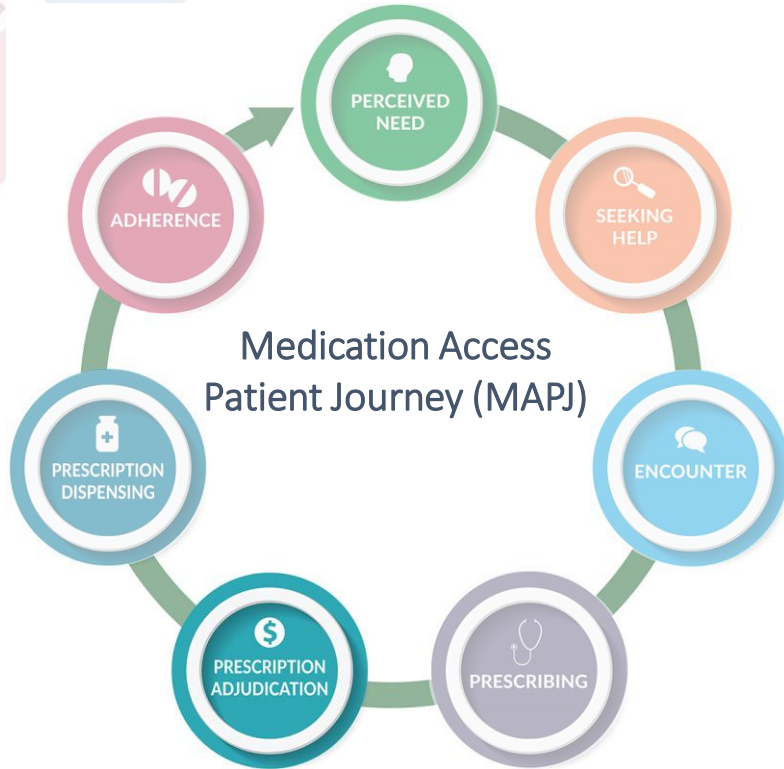 PERCEIVED
NEED
SEEKING
HELP
ENCOUNTER
PRESCRIBING
$
PRESCRIPTION
ADJUDICATION
PRESCRIPTION
DISPENSING
ADHERENCE
Medication Access
Patient Journey (MAPJ)